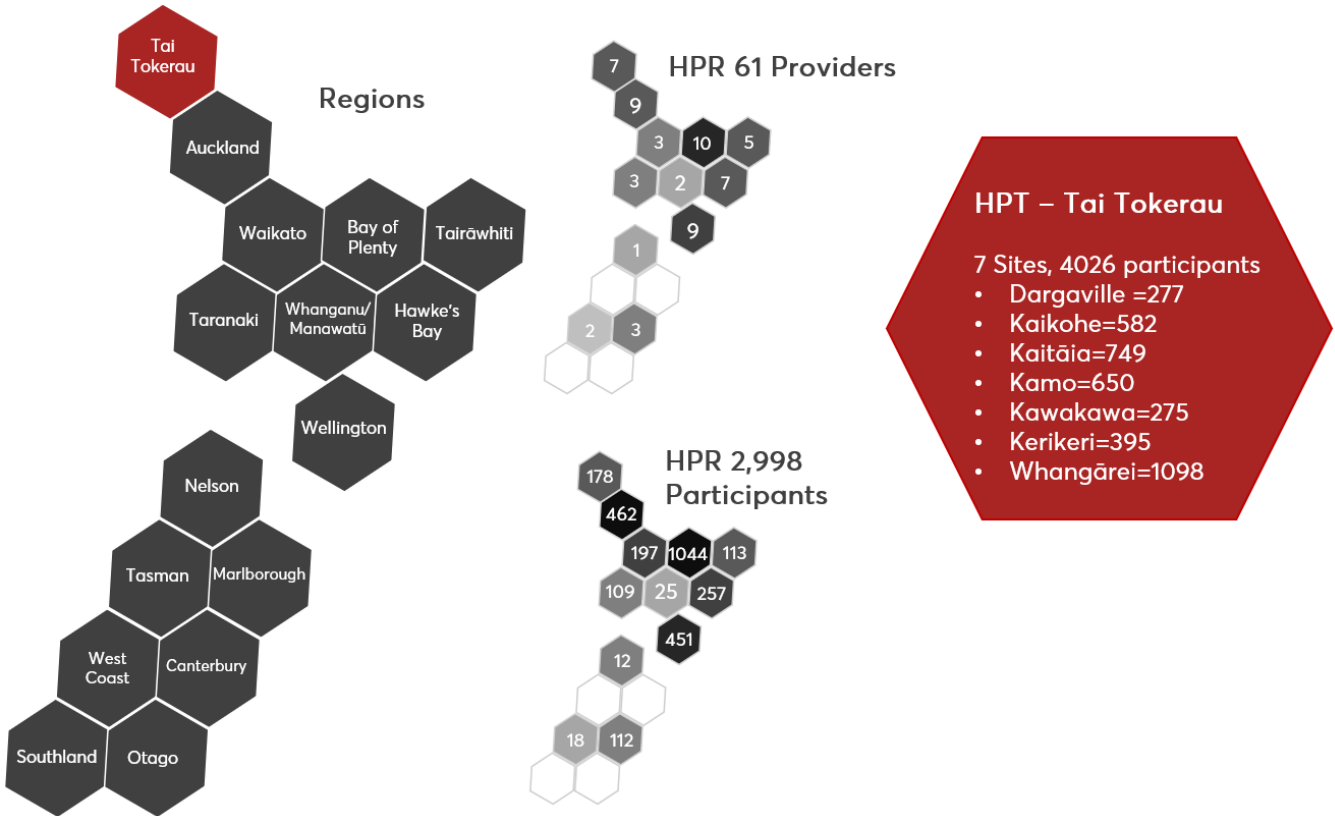 Tai
Tokerau
Auckland
Regions
Waikato
Bay of
Plenty
Tairāwhiti
Taranaki
Whanganu/
Manawatū
Hawke's
Bay
Wellington
Nelson
Tasman
Marlborough
West
Coast
Canterbury
Southland
Otago
HPR 61 Providers
7
9
3
10
5
3
2
7
9
1
2
3
HPR 2,998
Participants
178
462
197
1044
113
109
25
257
451
12
18
112
HPT – Tai Tokerau
7 Sites, 4026 participants
• Dargaville =277
• Kaikohe=582
• Kaitāia=749
• Kamo=650
• Kawakawa=275
• Kerikeri=395
• Whangārei=1098